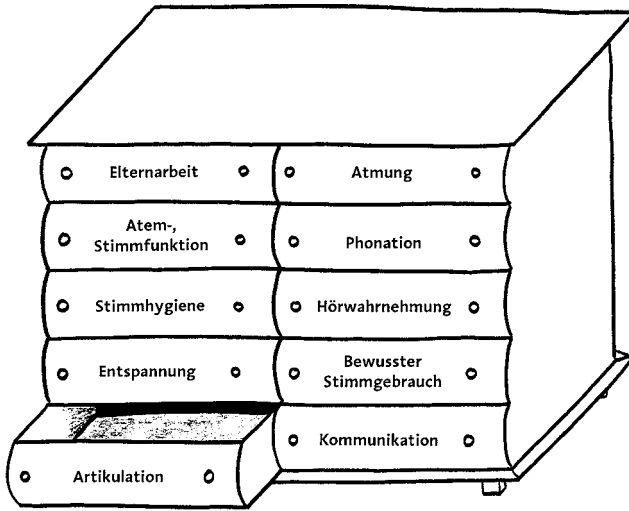 Elternarbeit
Atmung
Atem-,
Stimmfunktion
Phonation
Stimmhygiene
Hörwahrnehmung
Entspannung
Bewusster
Stimmgebrauch
Artikulation
Kommunikation